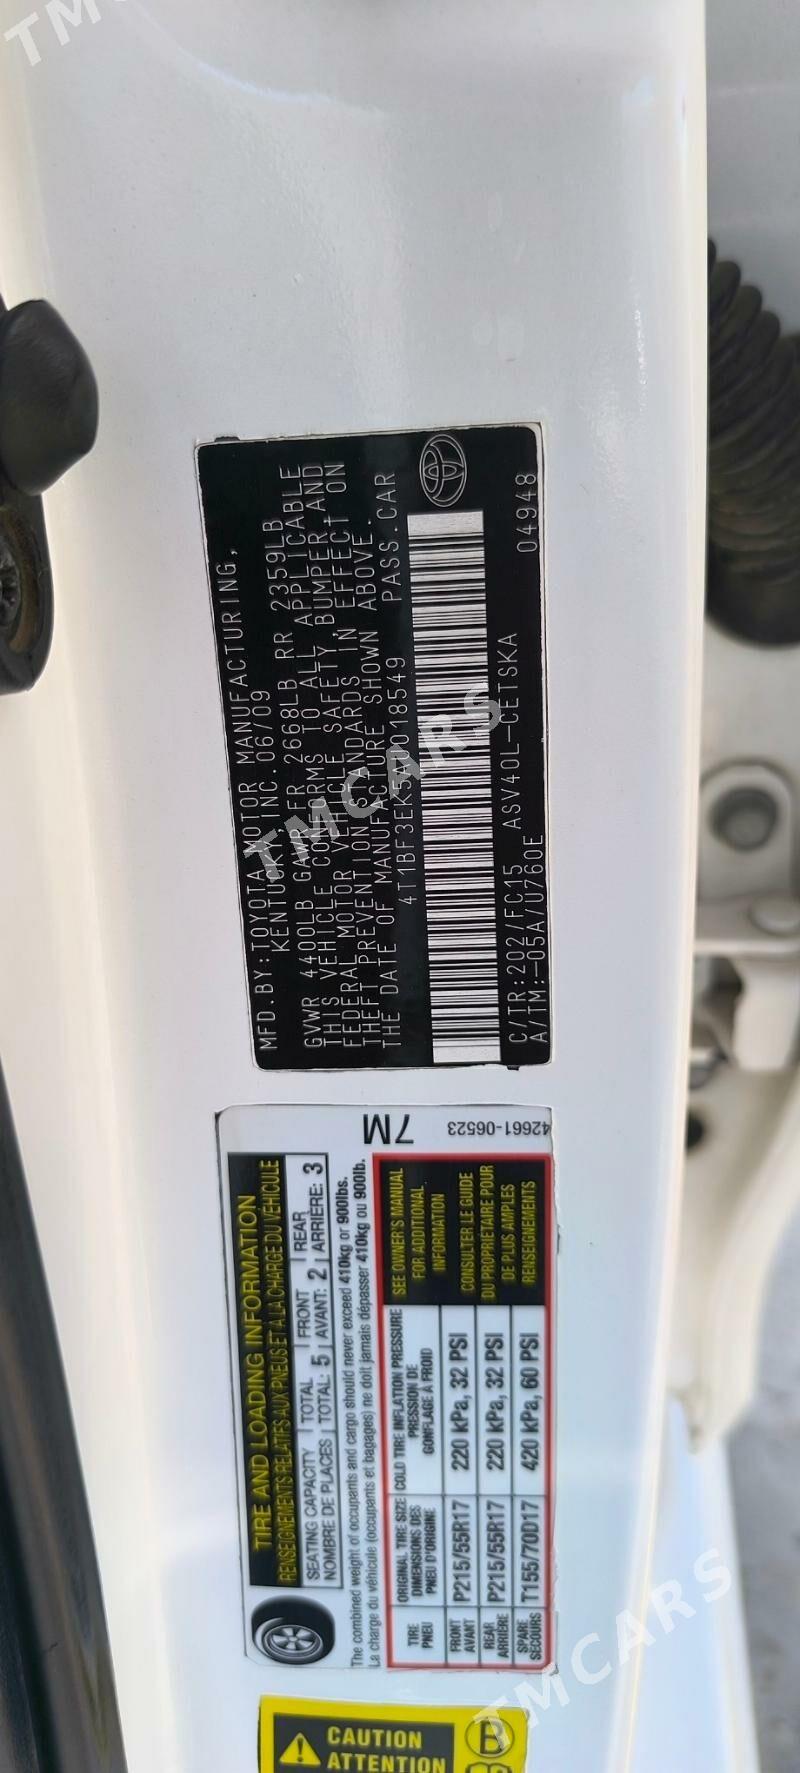 MFD.BY:TOYOTA MOTOR MANUFACTURING,
KENTUCKY, INC. 06/09
GVWR 4400LB GAWR FR 2668LB RR 2359LB
THIS VEHICLE CONFORMS TO ALL APPLICABLE
FEDERAL MOTOR VEHICLE SAFETY, BUMPER, AND
THEFT PREVENTION STANDARDS IN EFFECT ON
THE DATE OF MANUFACTURE SHOWN ABOVE.
PASS.CAR
C/TR:202/FC15 ASV40L-CETSKA 04948
A/TM:-05A/U760E
TIRE AND LOADING INFORMATION
RENSEIGNEMENTS RELATIFS AUX PNEUS ET A LA CHARGE DU VÉHICULE
SEATING CAPACITY TOTAL 5 FRONT 2 REAR 3
NOMBRE DE PLACES TOTAL: AVANT: ARRIÈRE:
The combined weight of occupants and cargo should never exceed 410kg or 900lbs.
La charge du véhicule (occupants et bagages) ne doit jamais dépasser 410kg ou 900lb.
7M
42661-06523
TIRE
PNEU
ORIGINAL TIRE SIZE
DIMENSIONS DES
PNEU D'ORIGINE
COLD TIRE INFLATION PRESSURE
PRESSION DE
GONFLAGE À FROID
FRONT
AVANT
P215/55R17
220 kPa, 32 PSI
REAR
ARRIÈRE
P215/55R17
220 kPa, 32 PSI
SPARE
SECOURS
T155/70D17
420 kPa, 60 PSI
SEE OWNER'S MANUAL
FOR ADDITIONAL
INFORMATION
CONSULTER LE GUIDE
DU PROPRIÉTAIRE POUR
DE PLUS AMPLES
RENSEIGNEMENTS
CAUTION
ATTENTION
B
TMCARS
TMCARS